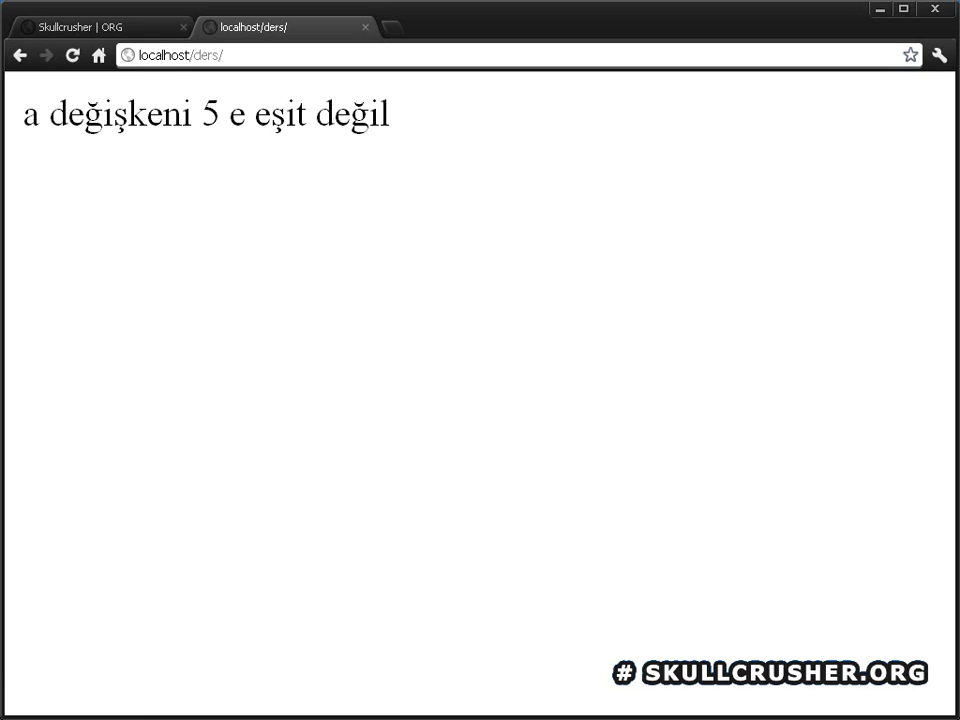 Skullcrusher | ORG
localhost/ders/
localhost/ders/
a değişkeni 5 e eşit değil
# SKULLCRUSHER.ORG